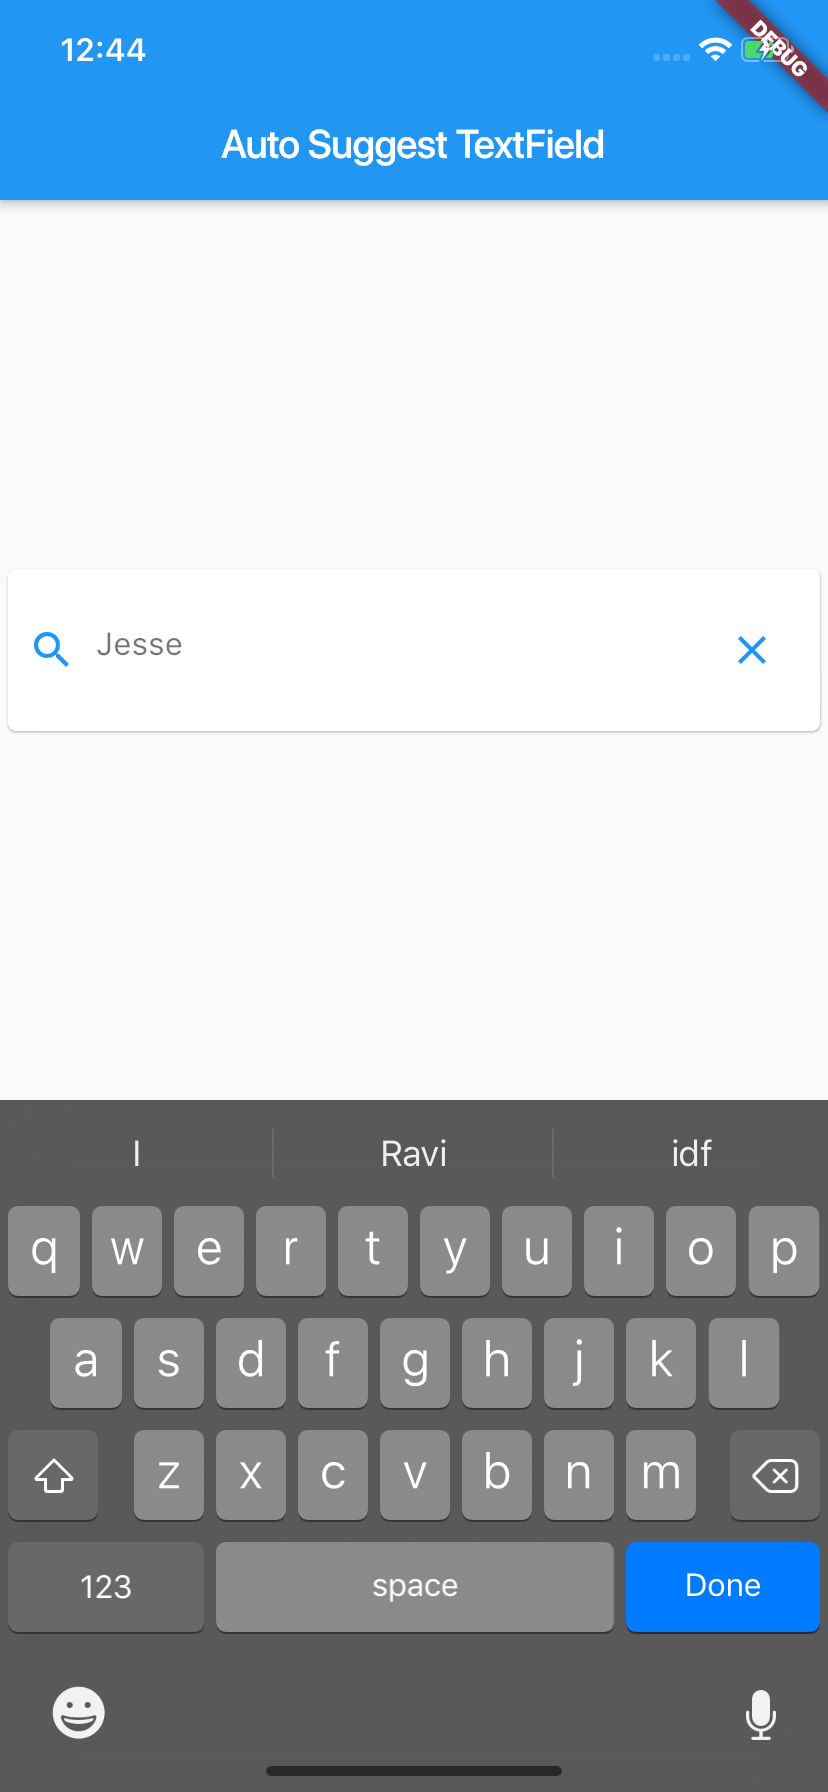 12:44
DEBUG
Auto Suggest TextField
Jesse
I Ravi idf
q w e r t y u i o p
a s d f g h j k l
z x c v b n m
123 space Done